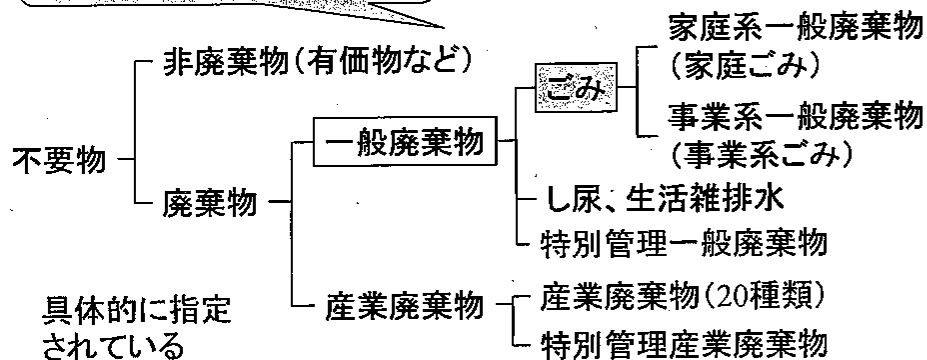 家庭系一般廃棄物
(家庭ごみ)
非廃棄物(有価物など)
ごみ
事業系一般廃棄物
(事業系ごみ)
一般廃棄物
不要物
廃棄物
し尿、生活雑排水
特別管理一般廃棄物
具体的に指定
されている
産業廃棄物
産業廃棄物(20種類)
特別管理産業廃棄物